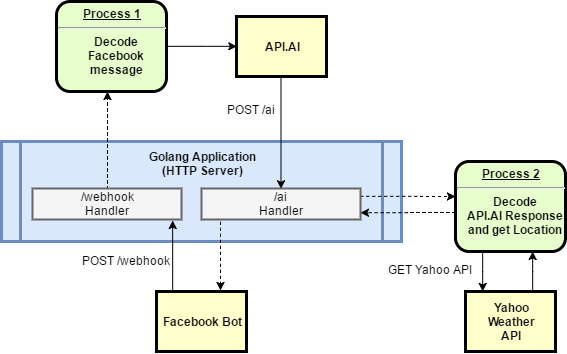 Process 1
Decode
Facebook
message
API.AI
POST /ai
Golang Application
(HTTP Server)
/webhook
Handler
/ai
Handler
Process 2
Decode
API.AI Response
and get Location
POST /webhook
GET Yahoo API
Facebook Bot
Yahoo
Weather
API